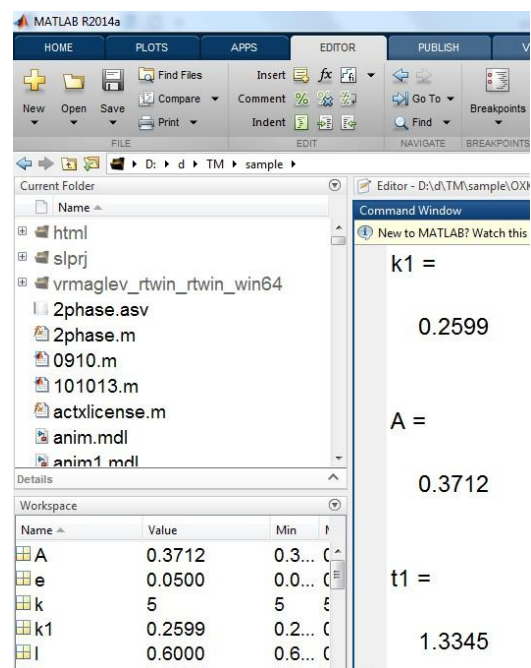 MATLAB R2014a
HOME PLOTS APPS EDITOR PUBLISH V
New Open Save Find Files Compare Print
Insert fx Comment Indent
Go To Find
Breakpoints
FILE EDIT NAVIGATE BREAKPOINTS
D: d TM sample
Current Folder
Name
html
slprj
vrmaglev_rtwin_rtwin_win64
2phase.asv
2phase.m
0910.m
101013.m
actxlicense.m
anim.mdl
anim1.mdl
Details
Workspace
Name Value Min
A 0.3712 0.3...
e 0.0500 0.0...
k 5 5 5
k1 0.2599 0.2...
l 0.6000 0.6...
Editor - D:\d\TM\sample\OXK
Command Window
New to MATLAB? Watch this
k1 =
0.2599
A =
0.3712
t1 =
1.3345